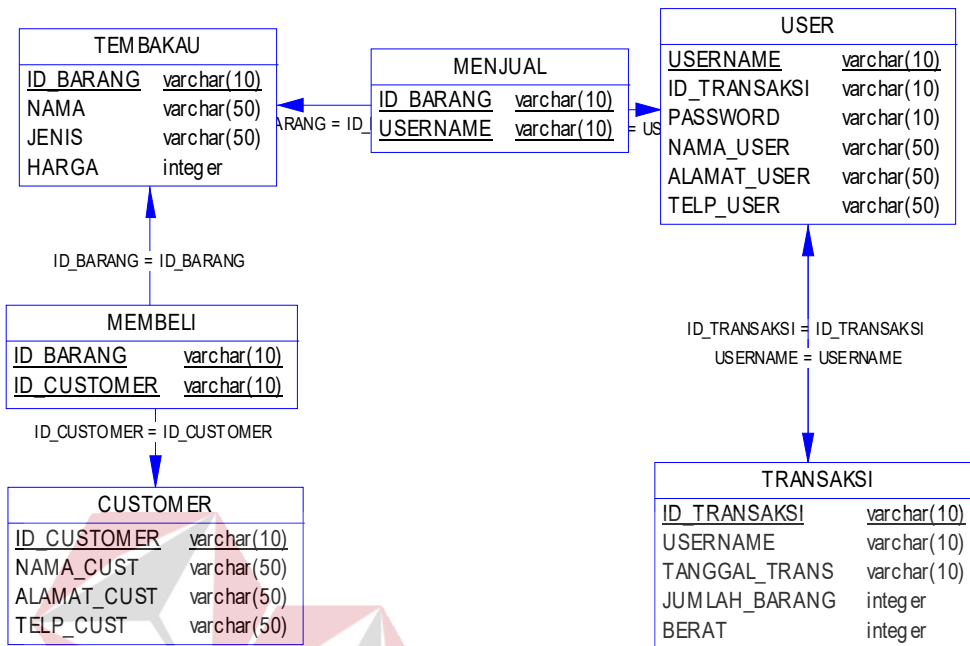 TEMBAKAU
ID_BARANG varchar(10)
NAMA varchar(50)
JENIS varchar(50)
HARGA integer
ARANG = ID_
MENJUAL
ID_BARANG varchar(10)
USERNAME varchar(10)
= US
USER
USERNAME varchar(10)
ID_TRANSAKSI varchar(10)
PASSWORD varchar(10)
NAMA_USER varchar(50)
ALAMAT_USER varchar(50)
TELP_USER varchar(50)
ID_BARANG = ID_BARANG
MEMBELI
ID_BARANG varchar(10)
ID_CUSTOMER varchar(10)
ID_CUSTOMER = ID_CUSTOMER
CUSTOMER
ID_CUSTOMER varchar(10)
NAMA_CUST varchar(50)
ALAMAT_CUST varchar(50)
TELP_CUST varchar(50)
ID_TRANSAKSI = ID_TRANSAKSI
USERNAME = USERNAME
TRANSAKSI
ID_TRANSAKSI varchar(10)
USERNAME varchar(10)
TANGGAL_TRANS varchar(10)
JUMLAH_BARANG integer
BERAT integer